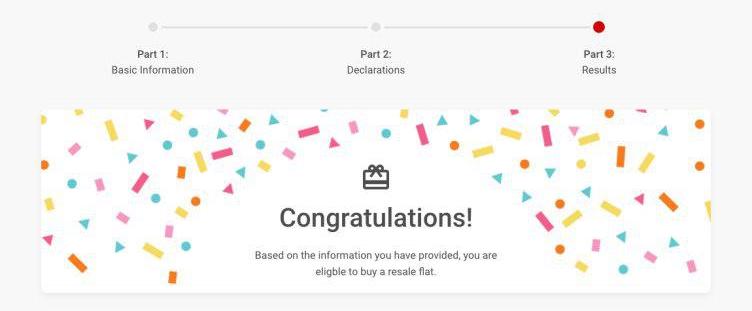 Part 1:
Basic Information
Part 2:
Declarations
Part 3:
Results
Congratulations!
Based on the information you have provided, you are
eligble to buy a resale flat.